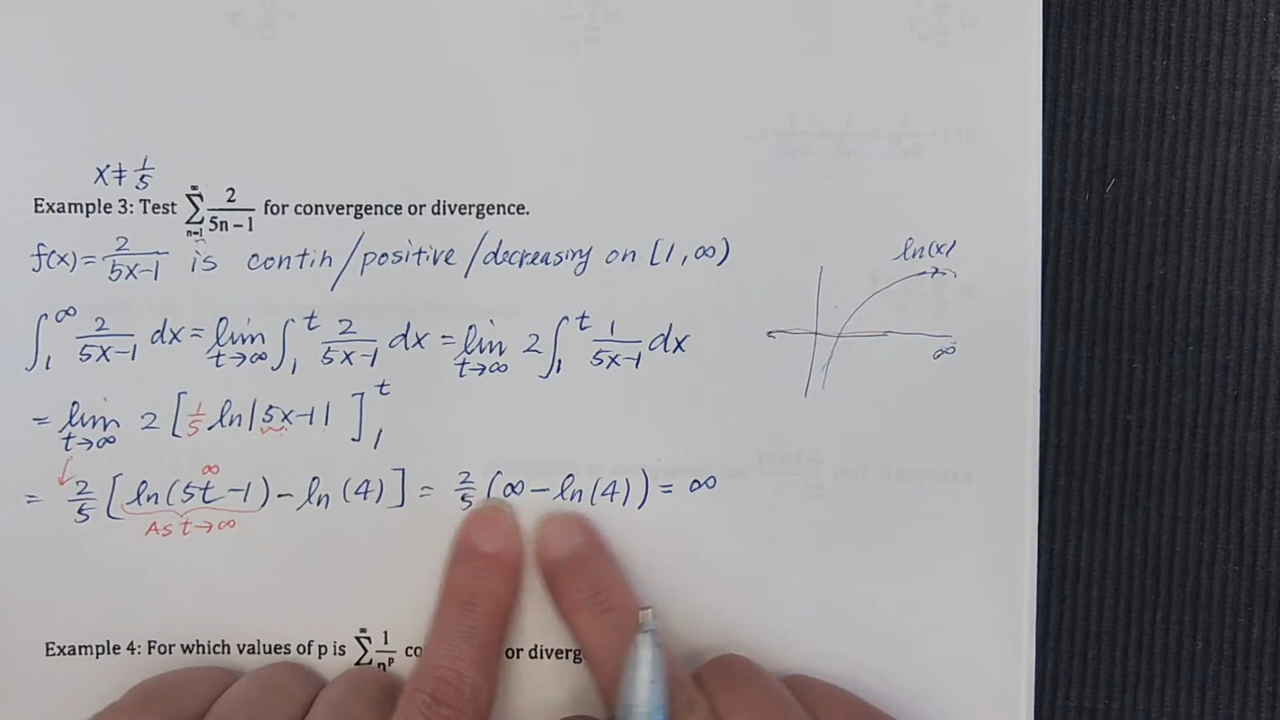 x≠1/5
Example 3: Test ∑_{n=1}^{∞} 2/(5n−1) for convergence or divergence.
f(x)= 2/(5x−1) is contin/positive/decreasing on [1,∞)
ln(x)
∞
∫_1^∞ 2/(5x−1) dx = lim_{t→∞} ∫_1^t 2/(5x−1) dx = lim_{t→∞} 2∫_1^t 1/(5x−1) dx
= lim_{t→∞} 2[1/5 ln|5x−1|]_1^t
∞
= 2/5 [ln(5t−1)−ln(4)] = 2/5 (∞−ln(4)) = ∞
As t→∞
Example 4: For which values of p is ∑^{∞} 1/n^p or